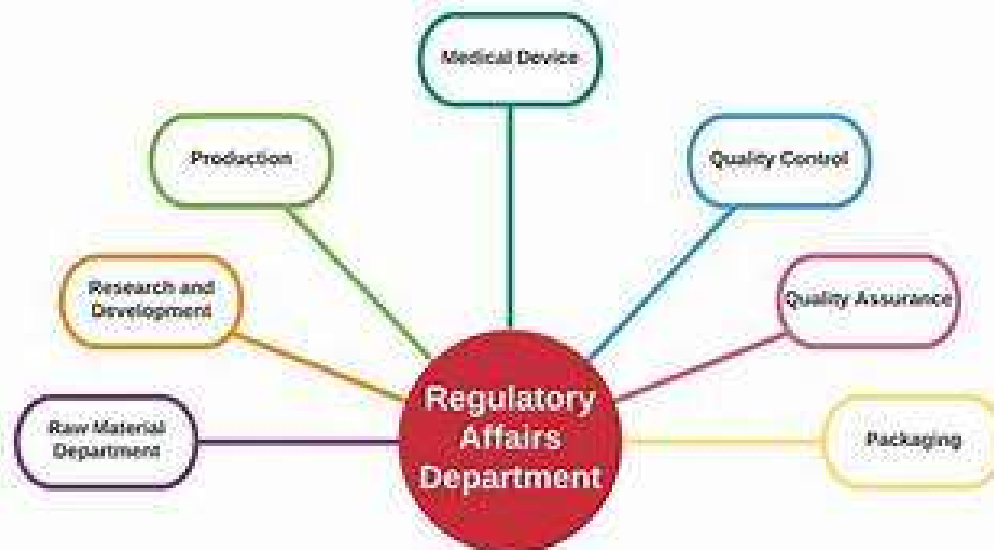 Medical Device
Production
Quality Control
Research and
Development
Quality Assurance
Raw Material
Department
Regulatory
Affairs
Department
Packaging